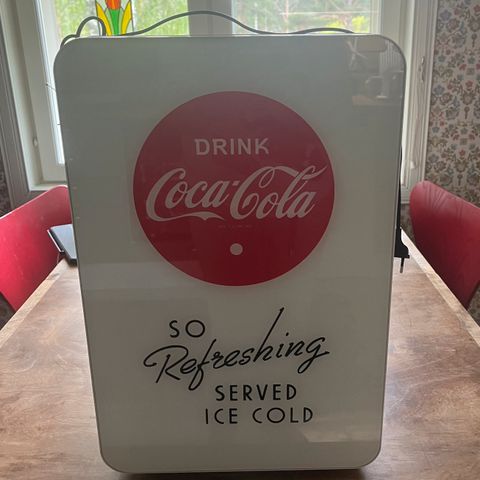 DRINK
Coca-Cola
SO
Refreshing
SERVED
ICE COLD